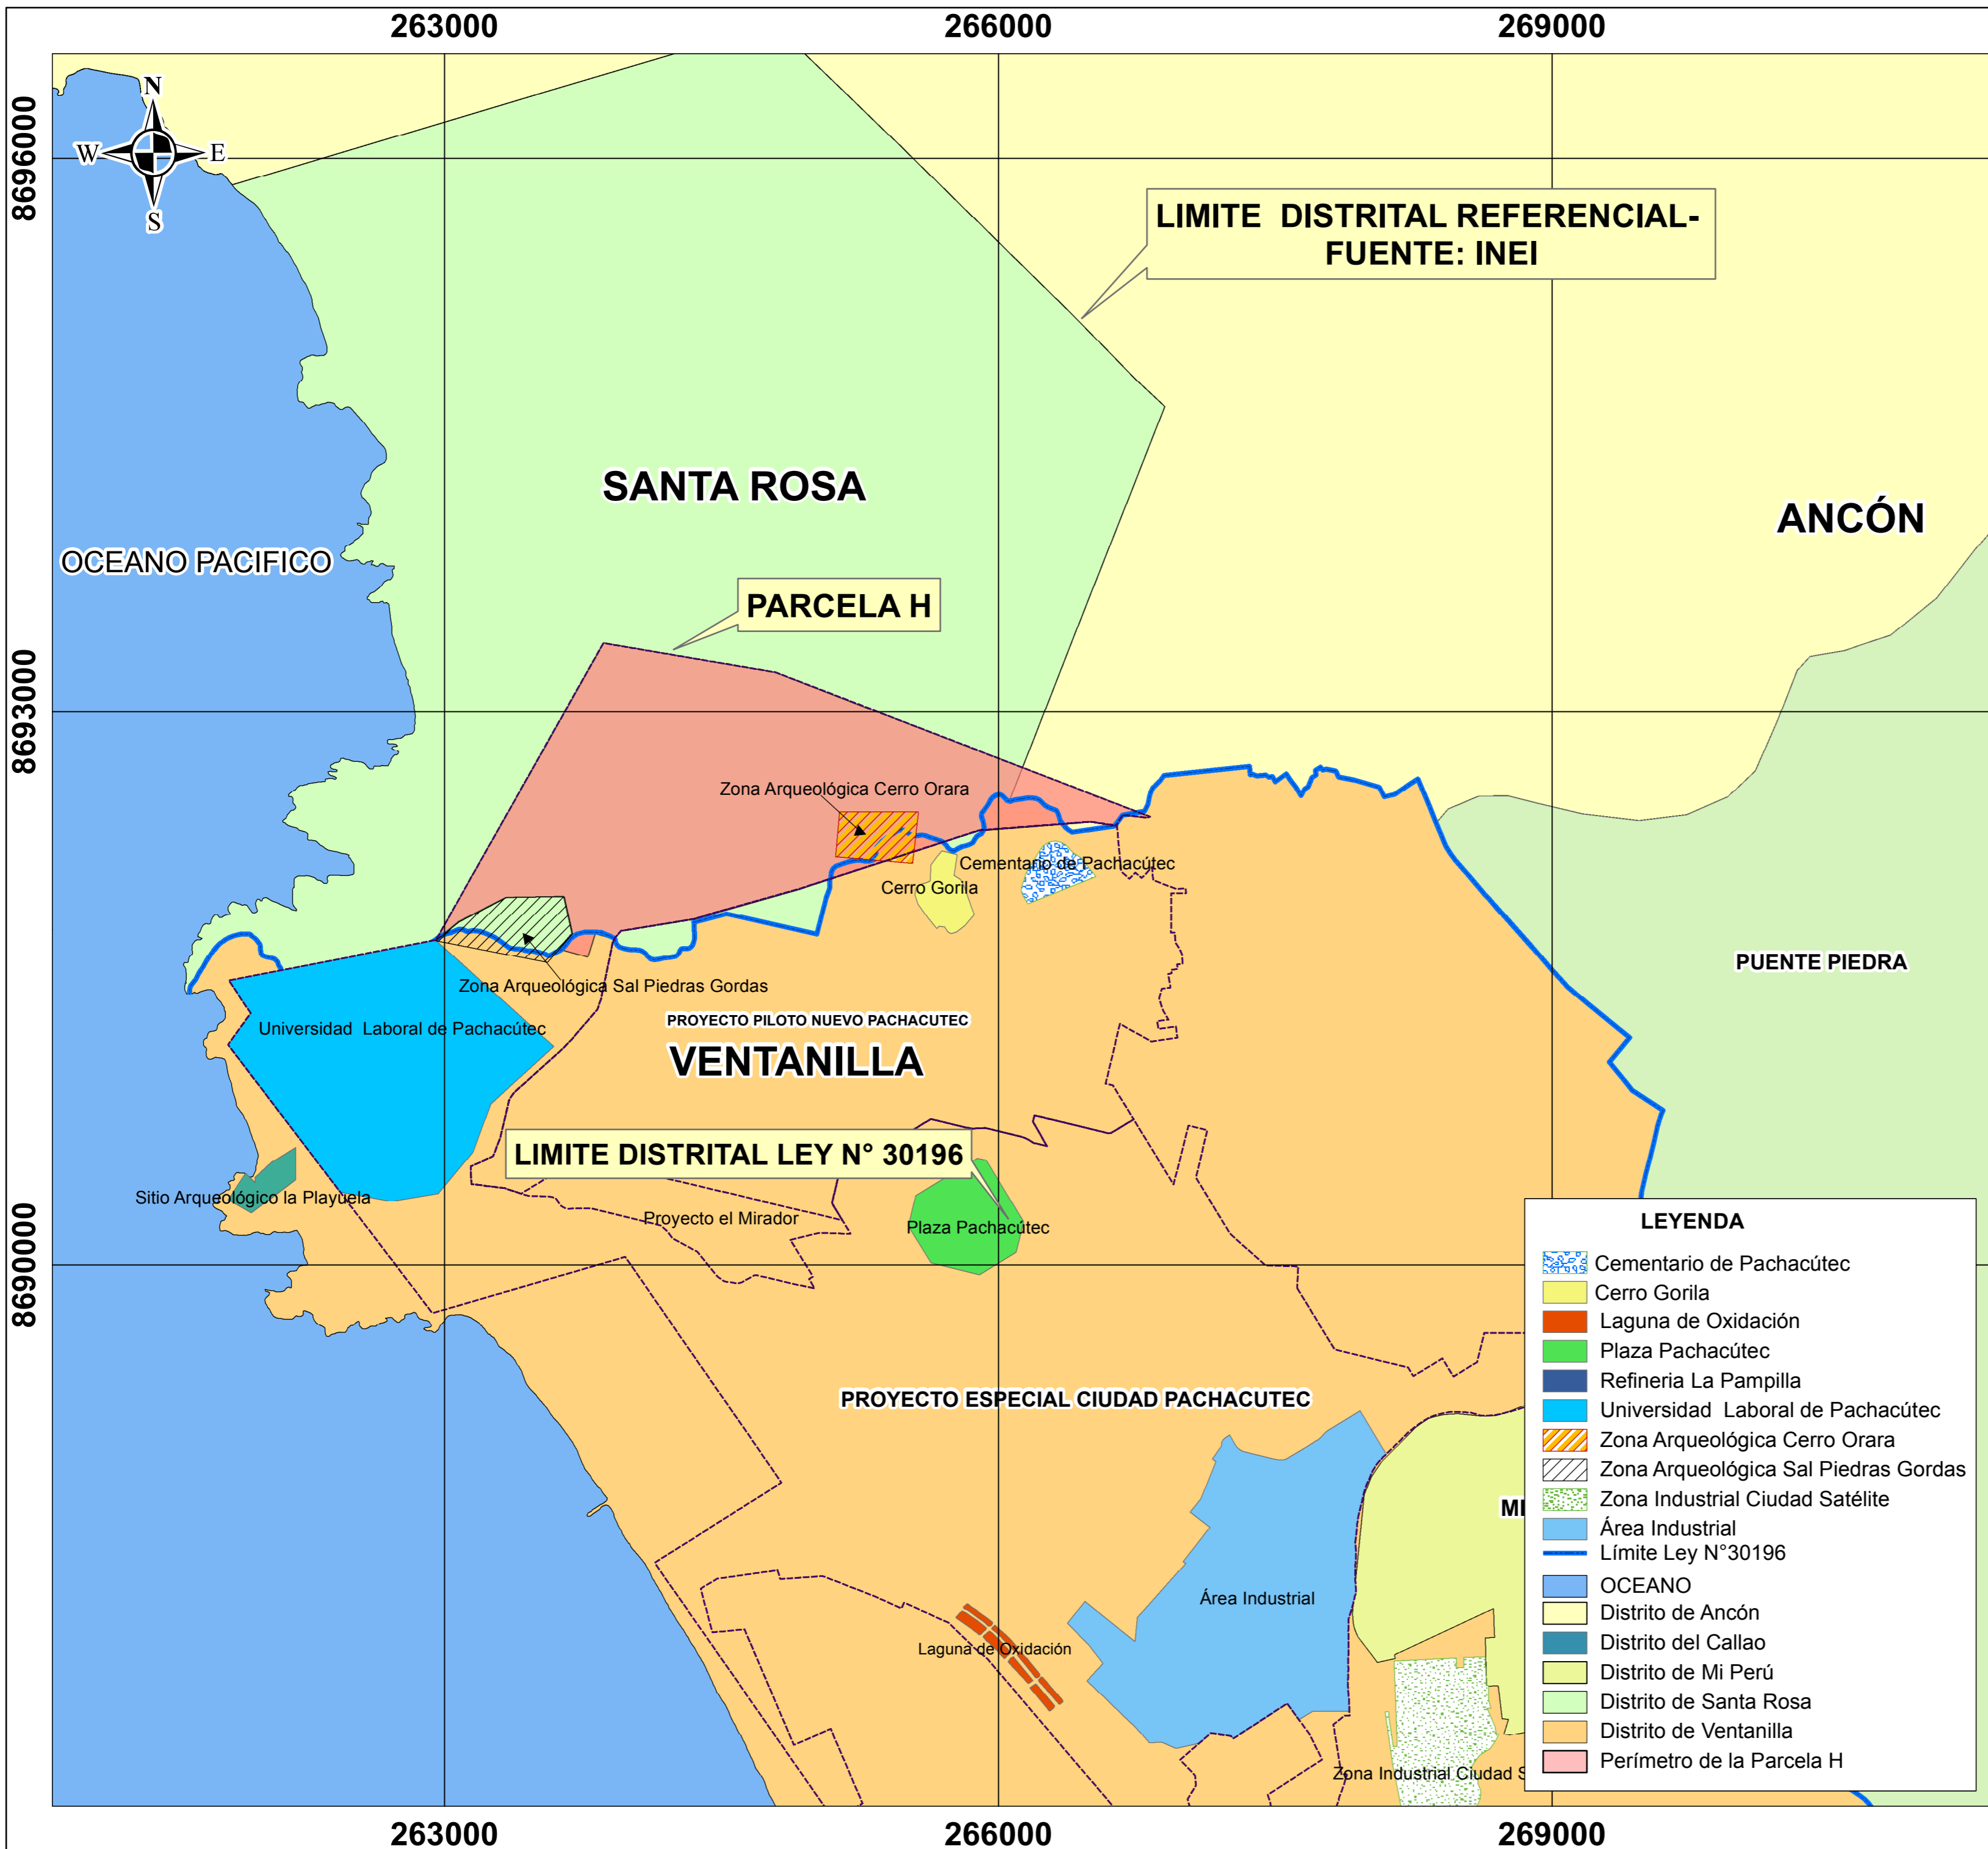 263000 266000 269000
8696000
N
W E
S
LIMITE DISTRITAL REFERENCIAL-
FUENTE: INEI
SANTA ROSA
ANCÓN
OCEANO PACIFICO
PARCELA H
8693000
Zona Arqueológica Cerro Orara
Cementario de Pachacútec
Cerro Gorila
PUENTE PIEDRA
Zona Arqueológica Sal Piedras Gordas
PROYECTO PILOTO NUEVO PACHACUTEC
Universidad Laboral de Pachacútec
VENTANILLA
LIMITE DISTRITAL LEY N° 30196
Sitio Arqueológico la Playuela
Proyecto el Mirador
Plaza Pachacútec
8690000
PROYECTO ESPECIAL CIUDAD PACHACUTEC
MI
Área Industrial
Laguna de Oxidación
Zona Industrial Ciudad S
LEYENDA
Cementario de Pachacútec
Cerro Gorila
Laguna de Oxidación
Plaza Pachacútec
Refineria La Pampilla
Universidad Laboral de Pachacútec
Zona Arqueológica Cerro Orara
Zona Arqueológica Sal Piedras Gordas
Zona Industrial Ciudad Satélite
Área Industrial
Límite Ley N°30196
OCEANO
Distrito de Ancón
Distrito del Callao
Distrito de Mi Perú
Distrito de Santa Rosa
Distrito de Ventanilla
Perímetro de la Parcela H
263000 266000 269000